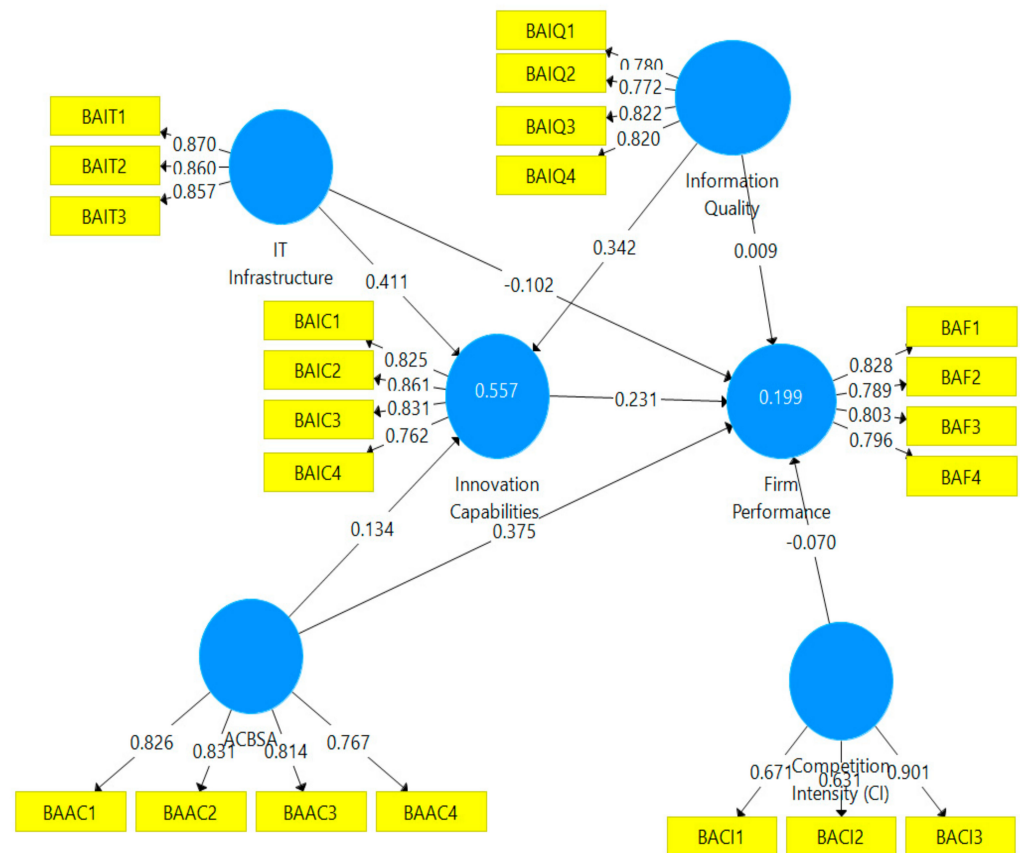 BAIQ1
0.780
BAIQ2
0.772
BAIQ3
0.822
BAIQ4
0.820
Information
Quality
BAIT1
0.870
BAIT2
0.860
BAIT3
0.857
IT
Infrastructure
0.342
0.009
0.411
-0.102
BAIC1
0.825
BAIC2
0.861
BAIC3
0.831
BAIC4
0.762
0.557
Innovation
Capabilities
0.231
0.199
Firm
Performance
BAF1
0.828
BAF2
0.789
BAF3
0.803
BAF4
0.796
0.134
0.375
-0.070
ACBSA
0.826
0.831
0.814
0.767
BAAC1
BAAC2
BAAC3
BAAC4
Competition
Intensity (CI)
0.671
0.631
0.901
BACI1
BACI2
BACI3